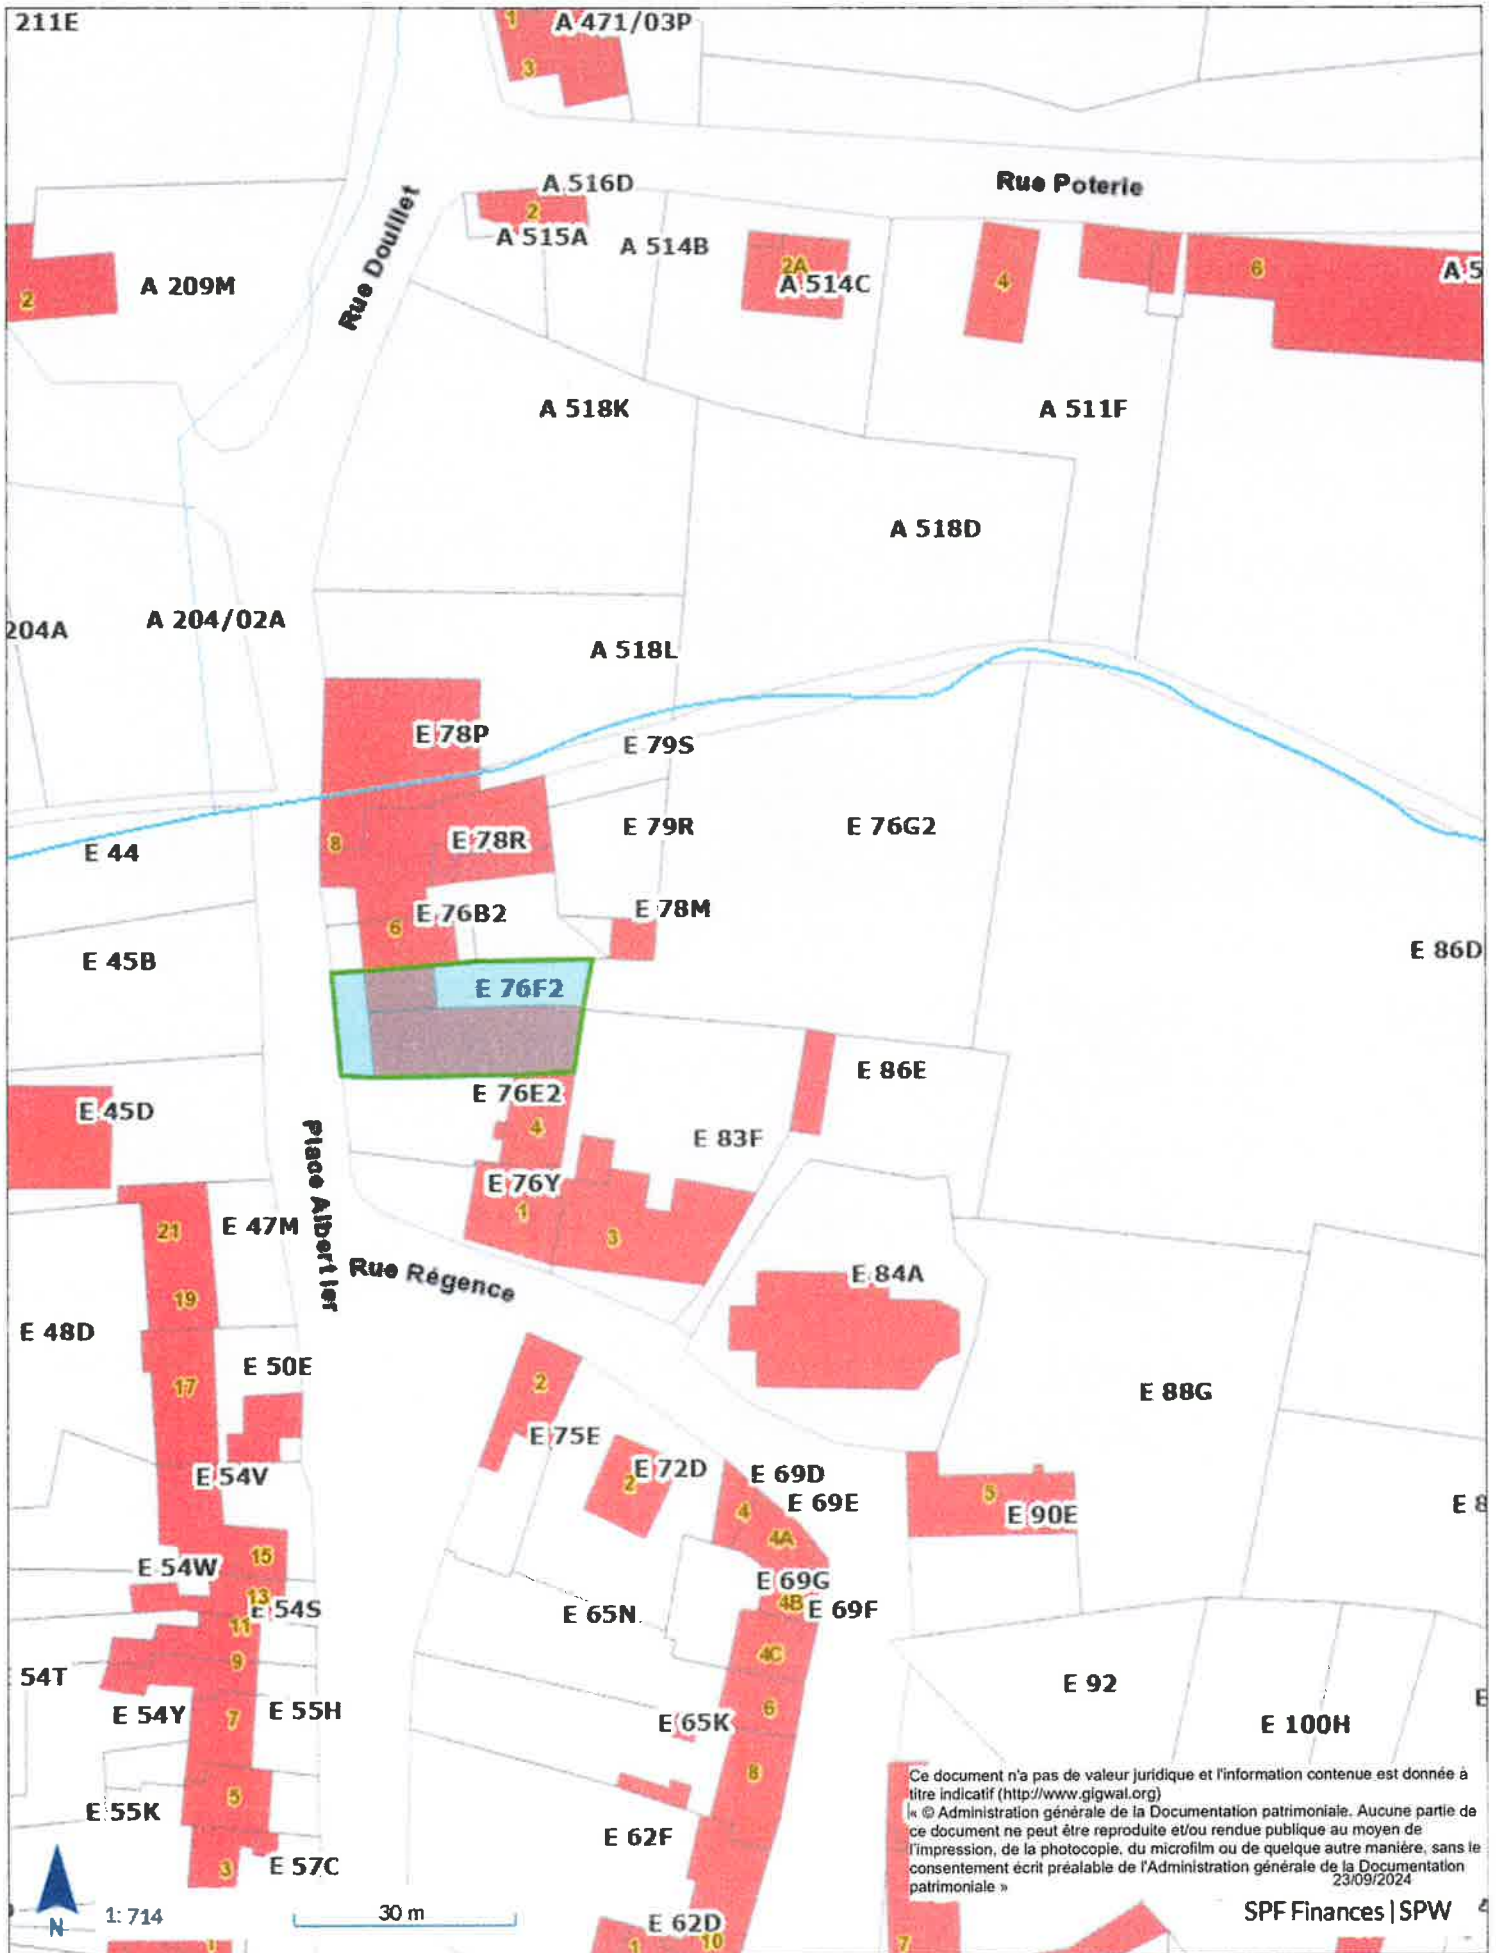 211E
1
A 471/03P
3
Rue Poterie
A 516D
2
A 515A
A 514B
2A
A 514C
4
6
A 5
Rue Douillet
A 209M
2
A 518K
A 511F
A 518D
204A
A 204/02A
A 518L
E 78P
E 79S
E 79R
E 76G2
8
E 78R
E 44
E 76B2
6
E 78M
E 45B
E 86D
E 76F2
E 86E
E 76E2
4
E 83F
E 45D
Place Albert Ier
E 76Y
1
3
21
E 47M
Rue Régence
E 84A
19
E 48D
E 50E
17
2
E 75E
E 88G
E 54V
E 72D
2
E 69D
E 69E
4
4A
5
E 90E
E 8
15
E 54W
13
E 54S
11
E 69G
4B
E 69F
E 65N
4C
9
54T
E 54Y
7
E 55H
E 65K
6
E 92
E 100H
E
8
5
E 55K
E 62F
3
E 57C
Ce document n'a pas de valeur juridique et l'information contenue est donnée à
titre indicatif (http://www.gigwal.org)
« © Administration générale de la Documentation patrimoniale. Aucune partie de
ce document ne peut être reproduite et/ou rendue publique au moyen de
l'impression, de la photocopie, du microfilm ou de quelque autre manière, sans le
consentement écrit préalable de l'Administration générale de la Documentation
patrimoniale »
23/09/2024
N
1: 714
30 m
E 62D
1
10
7
SPF Finances | SPW
1